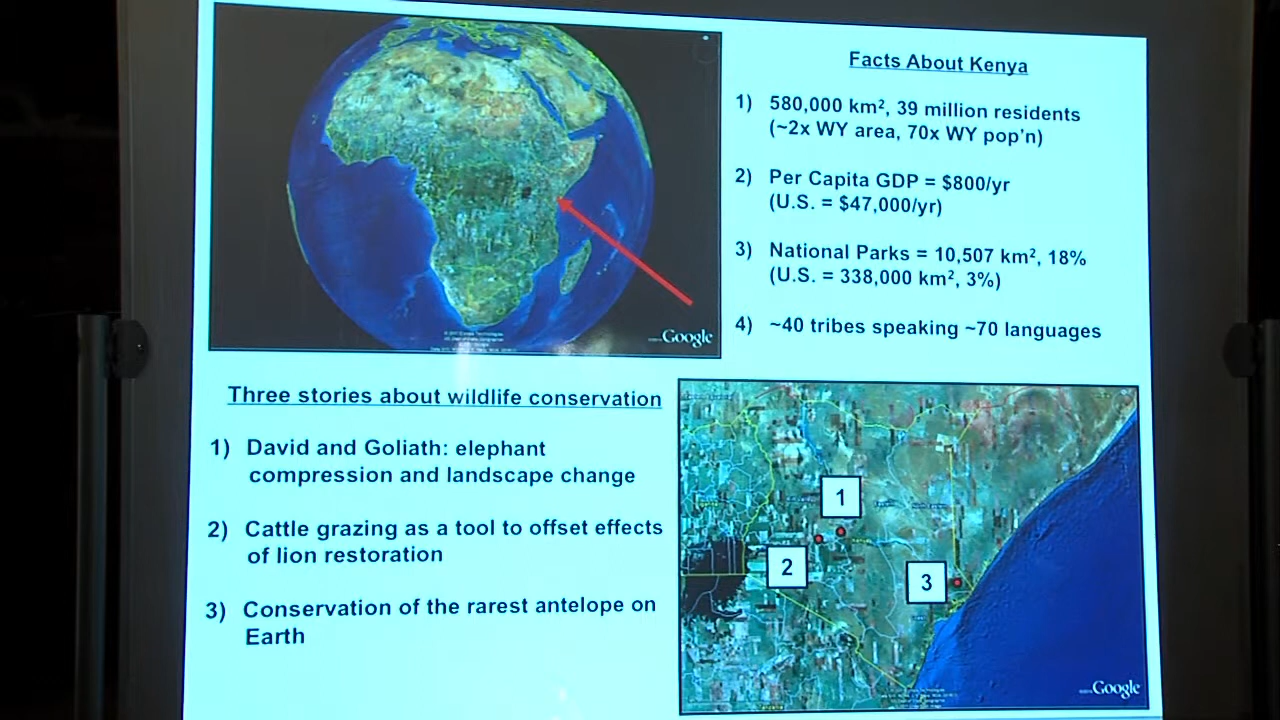 Facts About Kenya
1) 580,000 km², 39 million residents
(~2x WY area, 70x WY pop'n)
2) Per Capita GDP = $800/yr
(U.S. = $47,000/yr)
3) National Parks = 10,507 km², 18%
(U.S. = 338,000 km², 3%)
4) ~40 tribes speaking ~70 languages
Google
Three stories about wildlife conservation
1) David and Goliath: elephant
compression and landscape change
2) Cattle grazing as a tool to offset effects
of lion restoration
3) Conservation of the rarest antelope on
Earth
1
2
3
Google